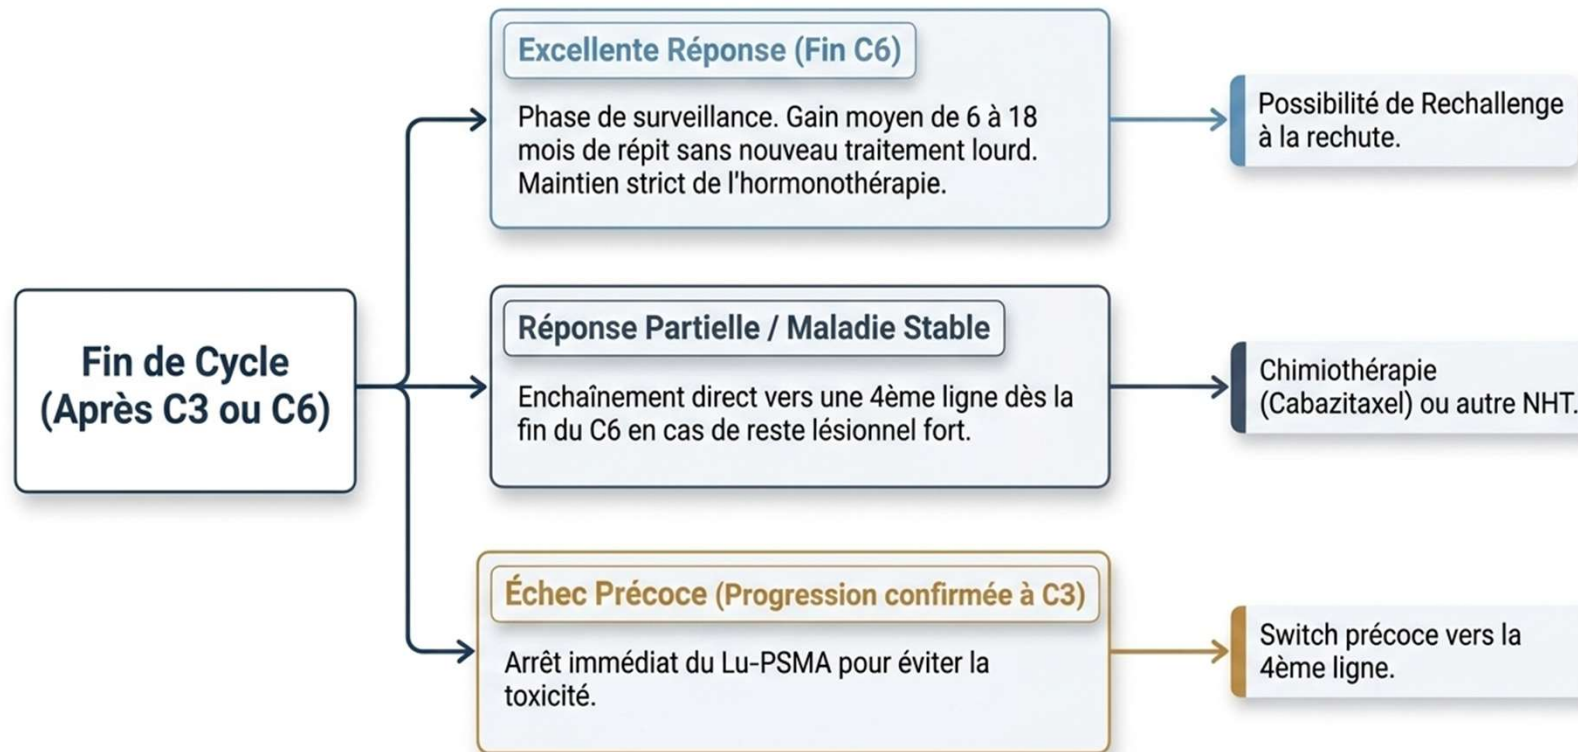 Excellente Réponse (Fin C6)
Phase de surveillance. Gain moyen de 6 à 18
mois de répit sans nouveau traitement lourd.
Maintien strict de l'hormonothérapie.
Possibilité de Rechallenge
à la rechute.
Fin de Cycle
(Après C3 ou C6)
Réponse Partielle / Maladie Stable
Enchaînement direct vers une 4ème ligne dès la
fin du C6 en cas de reste lésionnel fort.
Chimiothérapie
(Cabazitaxel) ou autre NHT.
Échec Précoce (Progression confirmée à C3)
Arrêt immédiat du Lu-PSMA pour éviter la
toxicité.
Switch précoce vers la
4ème ligne.